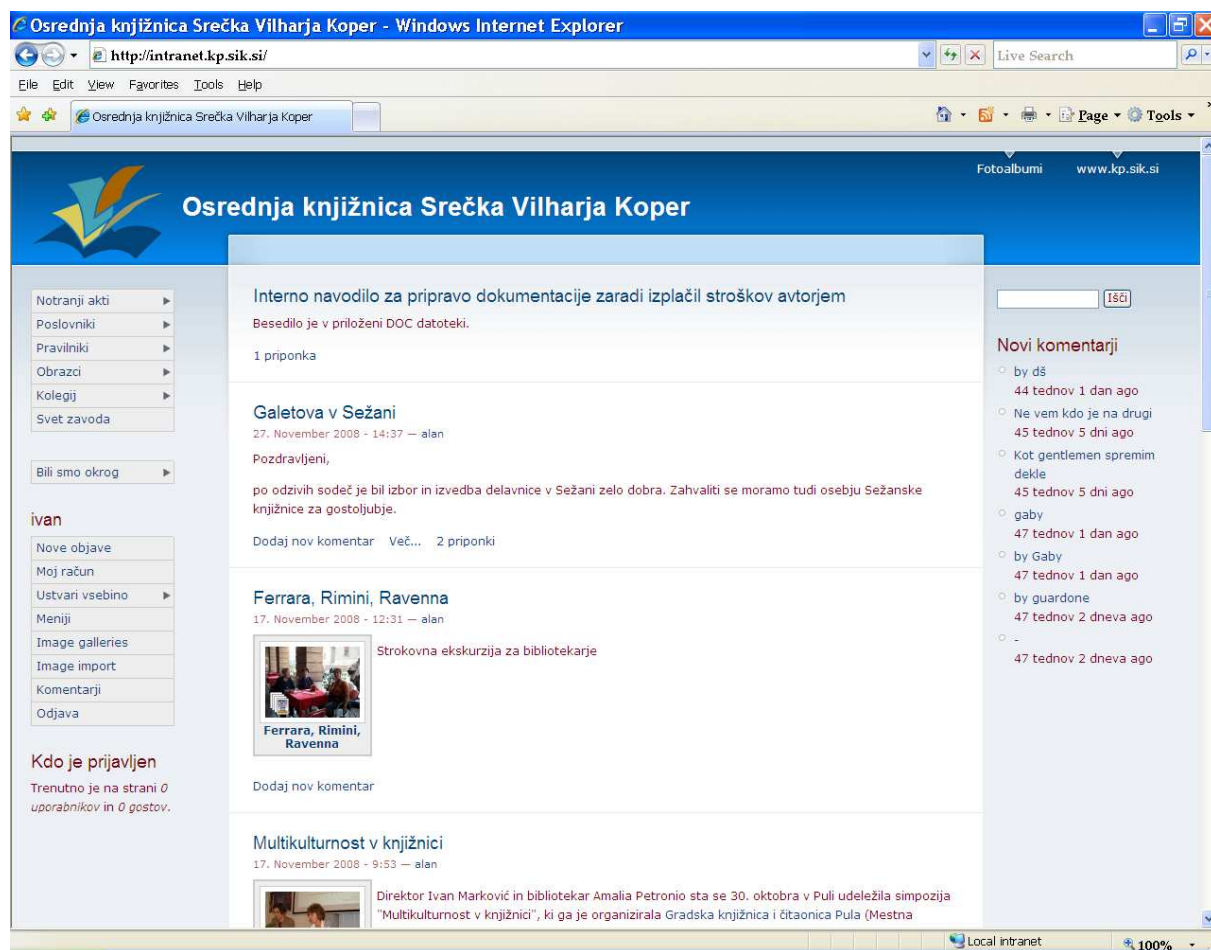 Osrednja knjižnica Srečka Vilharja Koper - Windows Internet Explorer
http://intranet.kp.sik.si/
Live Search
File Edit View Favorites Tools Help
Osrednja knjižnica Srečka Vilharja Koper
Page Tools
Fotoalbumi www.kp.sik.si
Osrednja knjižnica Srečka Vilharja Koper
Notranji akti
Poslovniki
Pravilniki
Obrazci
Kolegij
Svet zavoda
Bili smo okrog
ivan
Nove objave
Moj račun
Ustvari vsebino
Meniji
Image galleries
Image import
Komentarji
Odjava
Kdo je prijavljen
Trenutno je na strani 0
uporabnikov in 0 gostov.
Interno navodilo za pripravo dokumentacije zaradi izplačil stroškov avtorjem
Besedilo je v priloženi DOC datoteki.
1 priponka
Galetova v Sežani
27. November 2008 - 14:37 — alan
Pozdravljeni,
po odzivih sodeč je bil izbor in izvedba delavnice v Sežani zelo dobra. Zahvaliti se moramo tudi osebju Sežanske
knjižnice za gostoljubje.
Dodaj nov komentar Več... 2 priponki
Ferrara, Rimini, Ravenna
17. November 2008 - 12:31 — alan
Strokovna ekskurzija za bibliotekarje
Ferrara, Rimini,
Ravenna
Dodaj nov komentar
Multikulturnost v knjižnici
17. November 2008 - 9:53 — alan
Direktor Ivan Marković in bibliotekar Amalia Petronio sta se 30. oktobra v Puli udeležila simpozija
"Multikulturnost v knjižnici", ki ga je organizirala Gradska knjižnica i čitaonica Pula (Mestna
Išči
Novi komentarji
by dš
44 tednov 1 dan ago
Ne vem kdo je na drugi
45 tednov 5 dni ago
Kot gentlemen spremim
dekle
45 tednov 5 dni ago
gaby
47 tednov 1 dan ago
by Gaby
47 tednov 1 dan ago
by guardone
47 tednov 2 dneva ago
-
47 tednov 2 dneva ago
Local intranet 100%